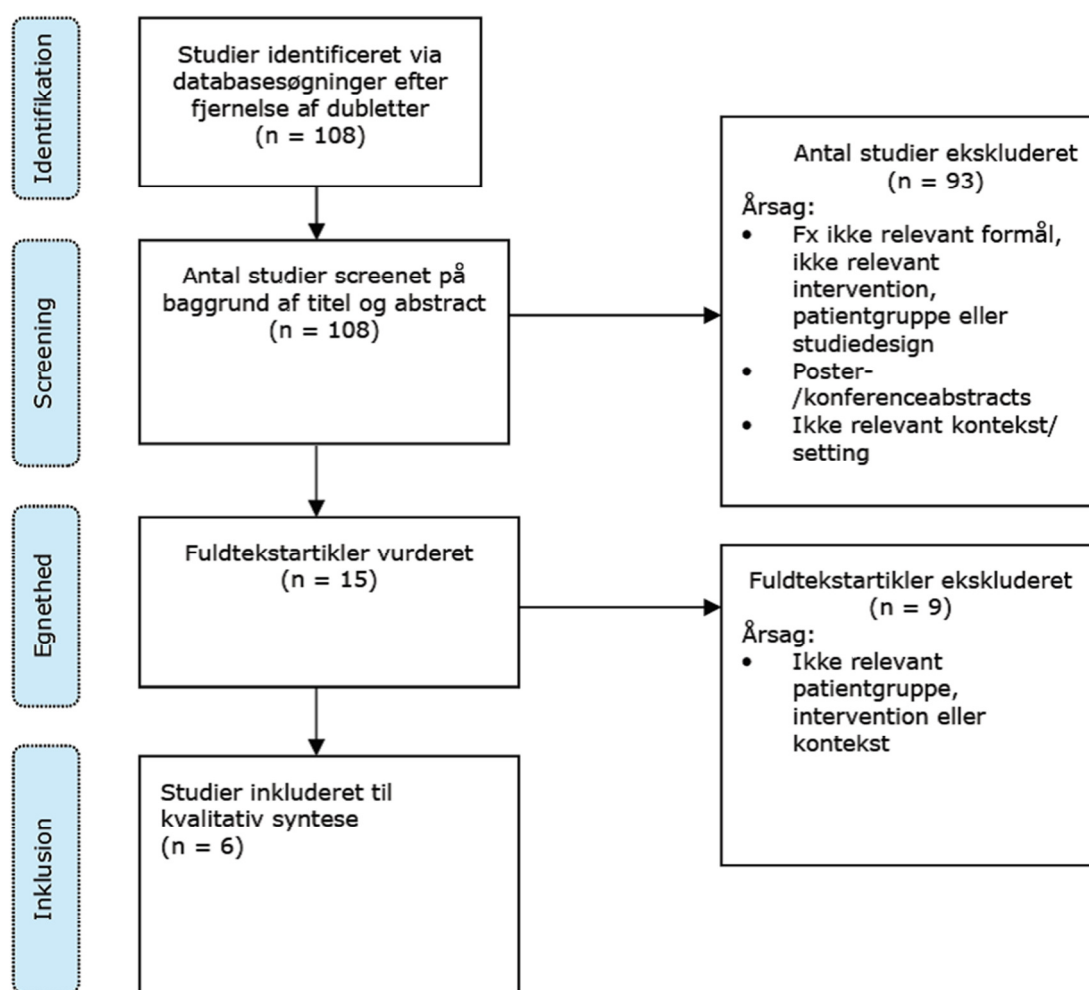 Identifikation
Studier identificeret via
databasesøgninger efter
fjernelse af dubletter
(n = 108)
Screening
Antal studier screenet på
baggrund af titel og abstract
(n = 108)
Antal studier ekskluderet
(n = 93)
Årsag:
• Fx ikke relevant formål,
ikke relevant
intervention,
patientgruppe eller
studiedesign
• Poster-
/konferenceabstracts
• Ikke relevant kontekst/
setting
Egnethed
Fuldtekstartikler vurderet
(n = 15)
Fuldtekstartikler ekskluderet
(n = 9)
Årsag:
• Ikke relevant
patientgruppe,
intervention eller
kontekst
Inklusion
Studier inkluderet til
kvalitativ syntese
(n = 6)